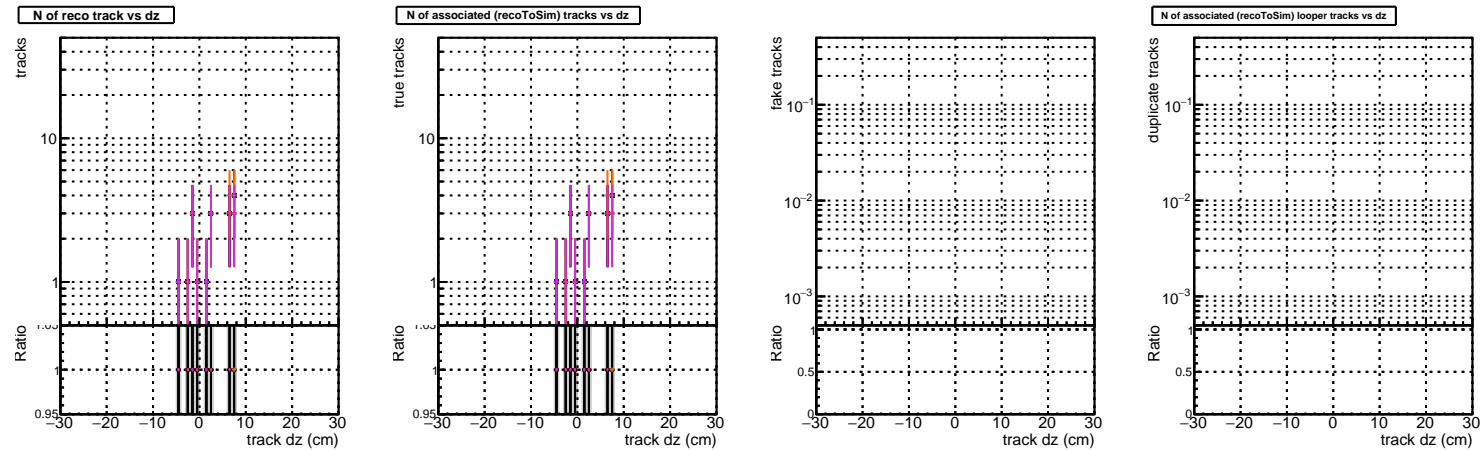 N of reco track vs dz
tracks
10
1
1.05
Ratio
1
0.95
−30 −20 −10 0 10 20 30
track dz (cm)
N of associated (recoToSim) tracks vs dz
true tracks
10
1
1.05
Ratio
1
0.95
−30 −20 −10 0 10 20 30
track dz (cm)
fake tracks
10−1
10−2
10−3
Ratio
1
0.5
0
−30 −20 −10 0 10 20 30
track dz (cm)
N of associated (recoToSim) looper tracks vs dz
duplicate tracks
10−1
10−2
10−3
Ratio
1
0.5
0
−30 −20 −10 0 10 20 30
track dz (cm)